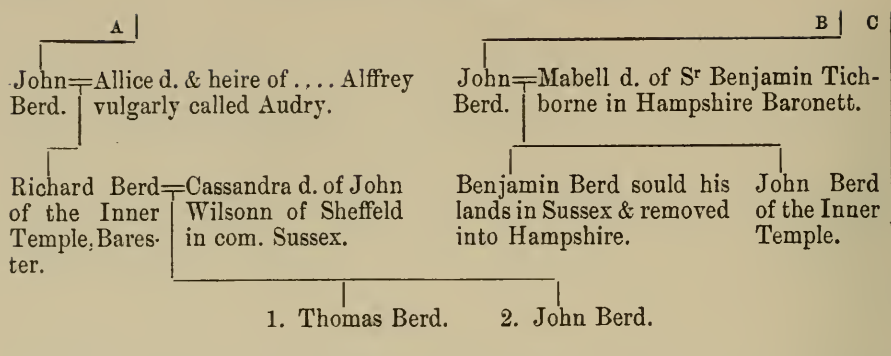 A
B C
John=Allice d. & heire of .... Alffrey
Berd. vulgarly called Audry.
John=Mabell d. of Sʳ Benjamin Tich-
Berd. borne in Hampshire Baronett.
Richard Berd=Cassandra d. of John
of the Inner Wilsonn of Sheffeld
Temple, Bares- in com. Sussex.
ter.
Benjamin Berd sould his
lands in Sussex & removed
into Hampshire.
John Berd
of the Inner
Temple.
1. Thomas Berd. 2. John Berd.